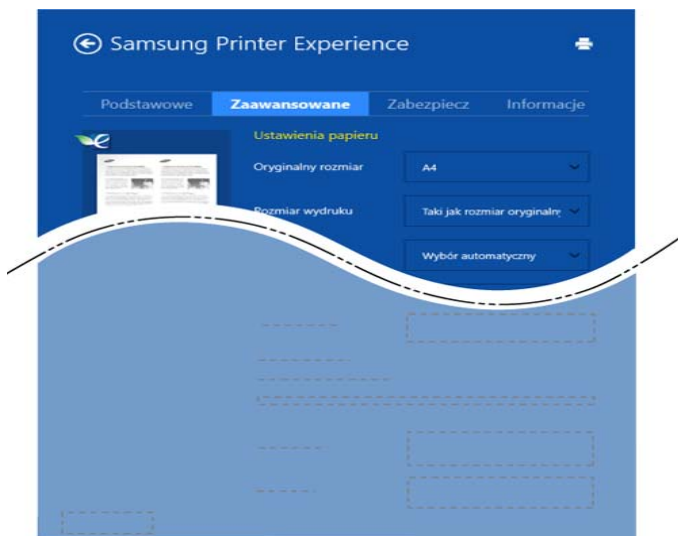 Samsung Printer Experience
Podstawowe Zaawansowane Zabezpiecz Informacje
Ustawienia papieru
Oryginalny rozmiar A4
Rozmiar wydruku Taki jak rozmiar oryginaln
Wybór automatyczny